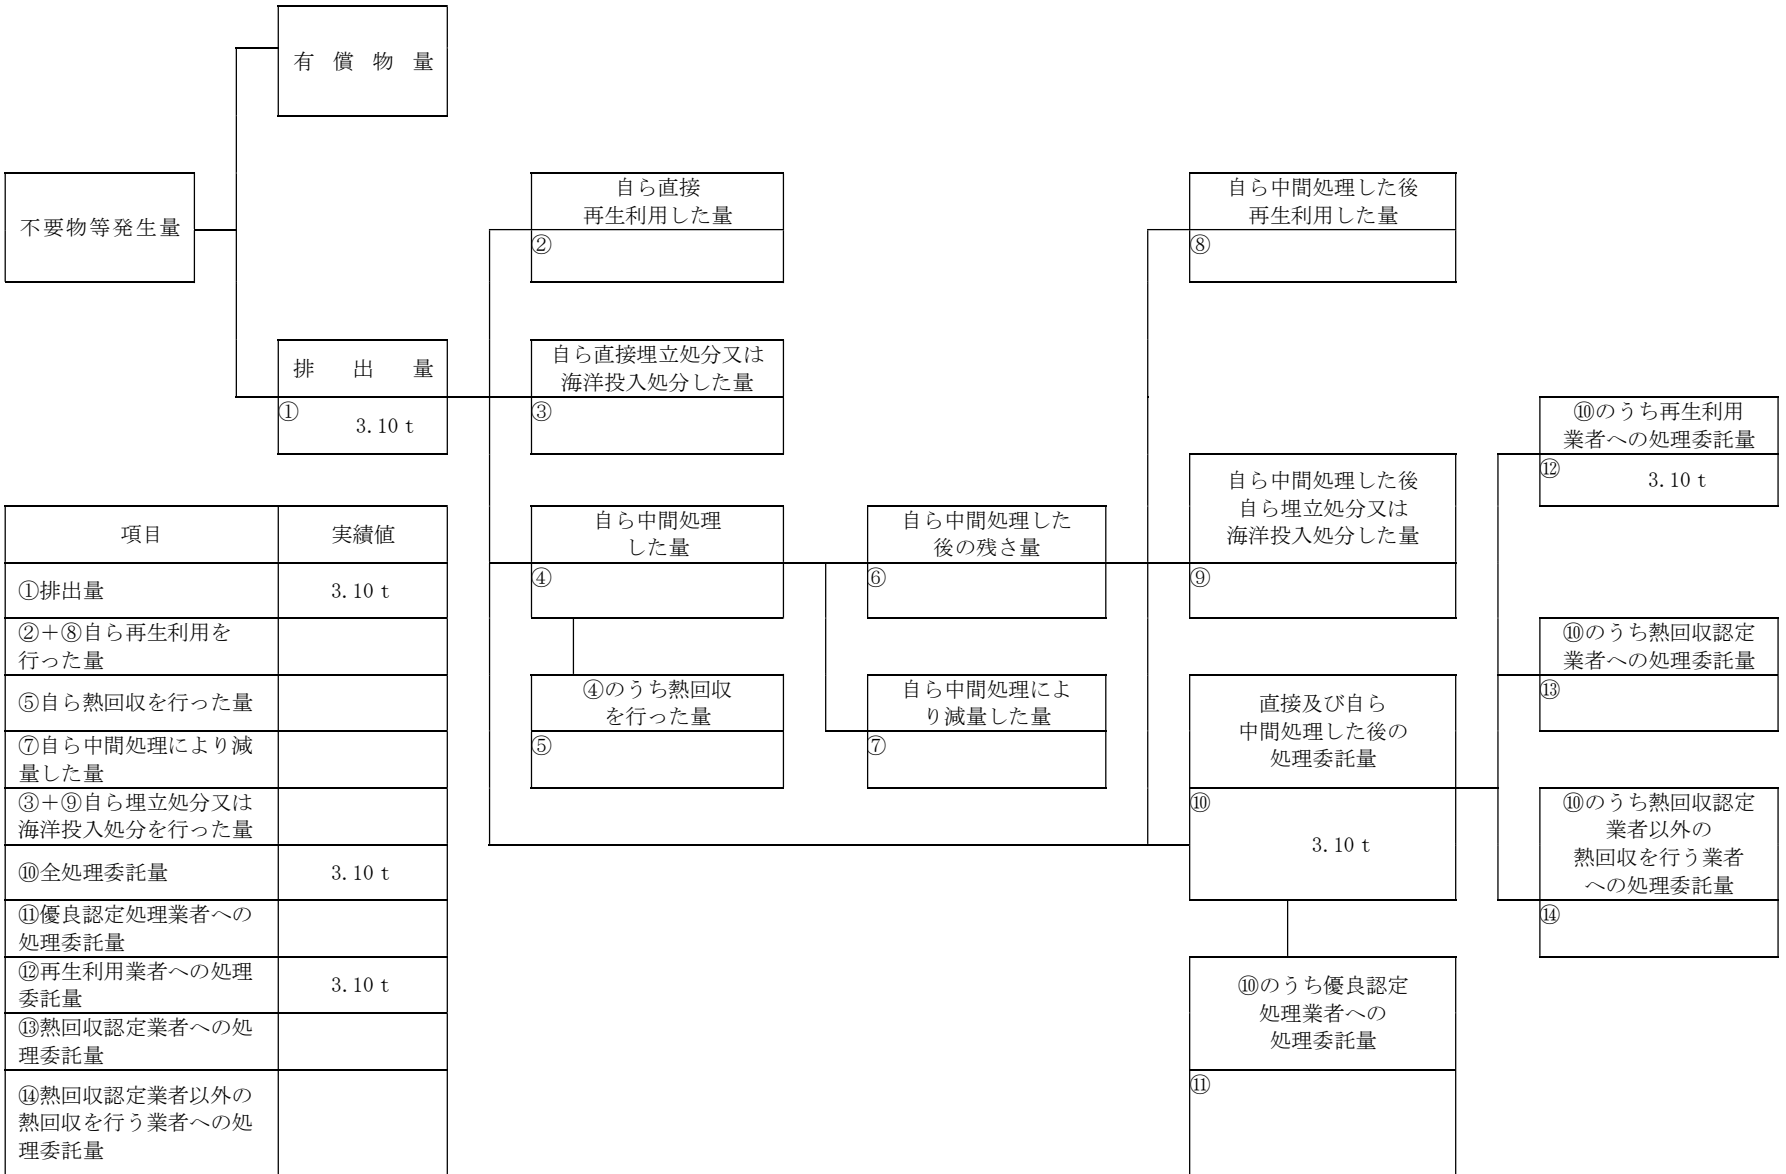 有 償 物 量
不要物等発生量
自ら直接
再生利用した量
②
自ら中間処理した後
再生利用した量
⑧
排 出 量
①
3.10 t
自ら直接埋立処分又は
海洋投入処分した量
③
⑩のうち再生利用
業者への処理委託量
⑫
3.10 t
自ら中間処理した後
自ら埋立処分又は
海洋投入処分した量
⑨
自ら中間処理
した量
④
自ら中間処理した
後の残さ量
⑥
⑩のうち熱回収認定
業者への処理委託量
⑬
④のうち熱回収
を行った量
⑤
自ら中間処理によ
り減量した量
⑦
直接及び自ら
中間処理した後の
処理委託量
⑩
3.10 t
⑩のうち熱回収認定
業者以外の
熱回収を行う業者
への処理委託量
⑭
⑩のうち優良認定
処理業者への
処理委託量
⑪
項目 実績値
①排出量 3.10 t
②+⑧自ら再生利用を
行った量
⑤自ら熱回収を行った量
⑦自ら中間処理により減
量した量
③+⑨自ら埋立処分又は
海洋投入処分を行った量
⑩全処理委託量 3.10 t
⑪優良認定処理業者への
処理委託量
⑫再生利用業者への処理
委託量 3.10 t
⑬熱回収認定業者への処
理委託量
⑭熱回収認定業者以外の
熱回収を行う業者への処
理委託量